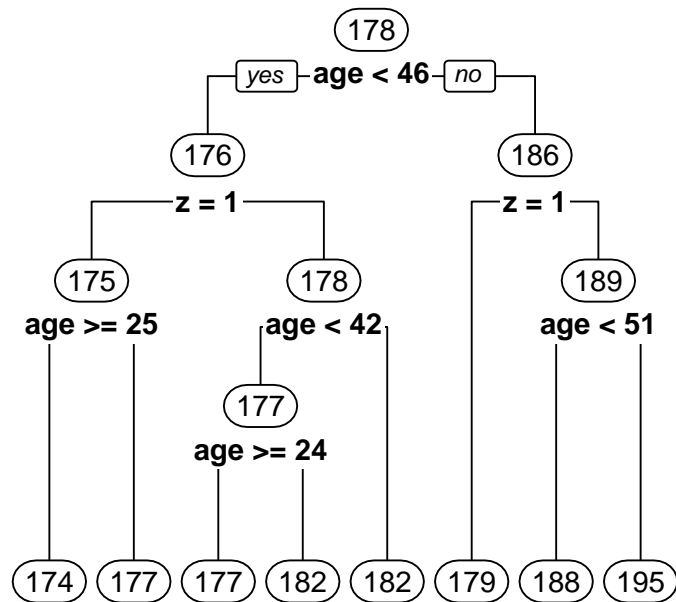 178
yes age < 46 no
176 186
z = 1 z = 1
175 178 189
age >= 25 age < 42 age < 51
177
age >= 24
174 177 177 182 182 179 188 195